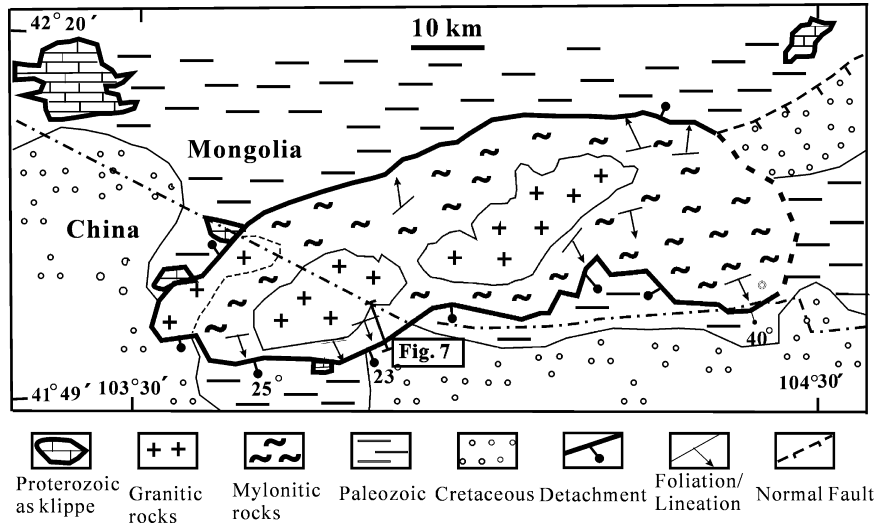 42°20′
10 km
Mongolia
China
Fig. 7
40°
25°
23
41°49′
103°30′
104°30′
Proterozoic
as klippe
Granitic
rocks
Mylonitic
rocks
Paleozoic
Cretaceous
Detachment
Foliation/
Lineation
Normal Fault